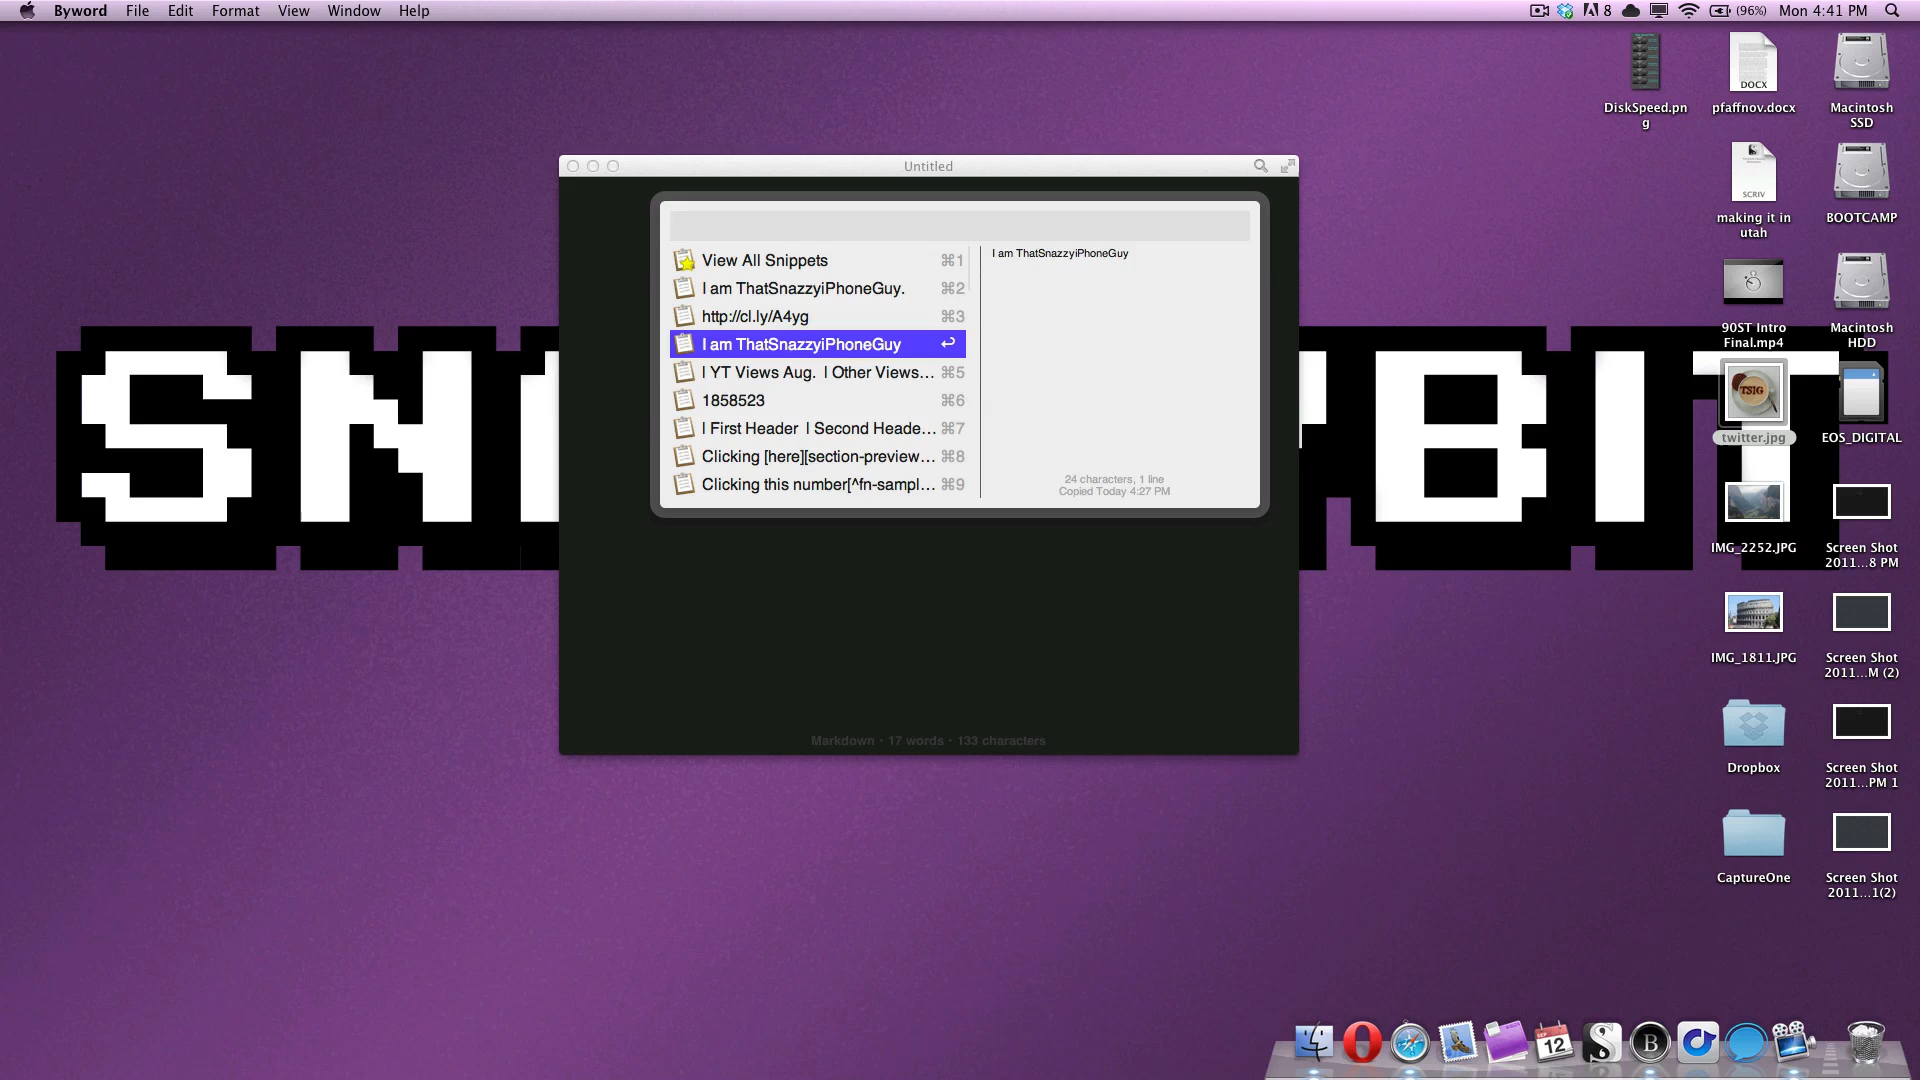 Byword File Edit Format View Window Help
8 (96%) Mon 4:41 PM
Untitled
View All Snippets ⌘1
I am ThatSnazzyiPhoneGuy. ⌘2
http://cl.ly/A4yg ⌘3
I am ThatSnazzyiPhoneGuy
| YT Views Aug. | Other Views… ⌘5
1858523 ⌘6
| First Header | Second Heade… ⌘7
Clicking [here][section-preview… ⌘8
Clicking this number[^fn-sampl… ⌘9
I am ThatSnazzyiPhoneGuy
24 characters, 1 line
Copied Today 4:27 PM
Markdown • 17 words • 133 characters
SN
BIT
DiskSpeed.pn
g
DOCX
pfaffnov.docx
Macintosh
SSD
SCRIV
making it in
utah
BOOTCAMP
90ST Intro
Final.mp4
Macintosh
HDD
TSIG
twitter.jpg
EOS_DIGITAL
IMG_2252.JPG
Screen Shot
2011...8 PM
IMG_1811.JPG
Screen Shot
2011...M (2)
Dropbox
Screen Shot
2011...PM 1
CaptureOne
Screen Shot
2011...1(2)
SEP
12
B